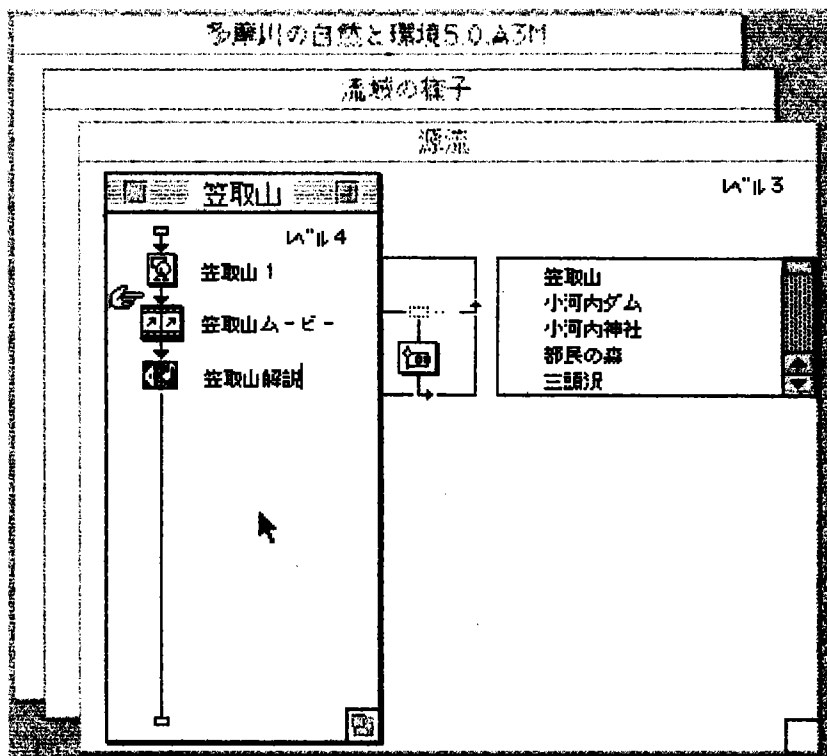 多摩川の自然と環境5.0.A3M
流域の様子
源流
笠取山
レベル3
レベル4
笠取山1
笠取山ムービー
笠取山解説
笠取山
小河内ダム
小河内神社
都民の森
三頭沢